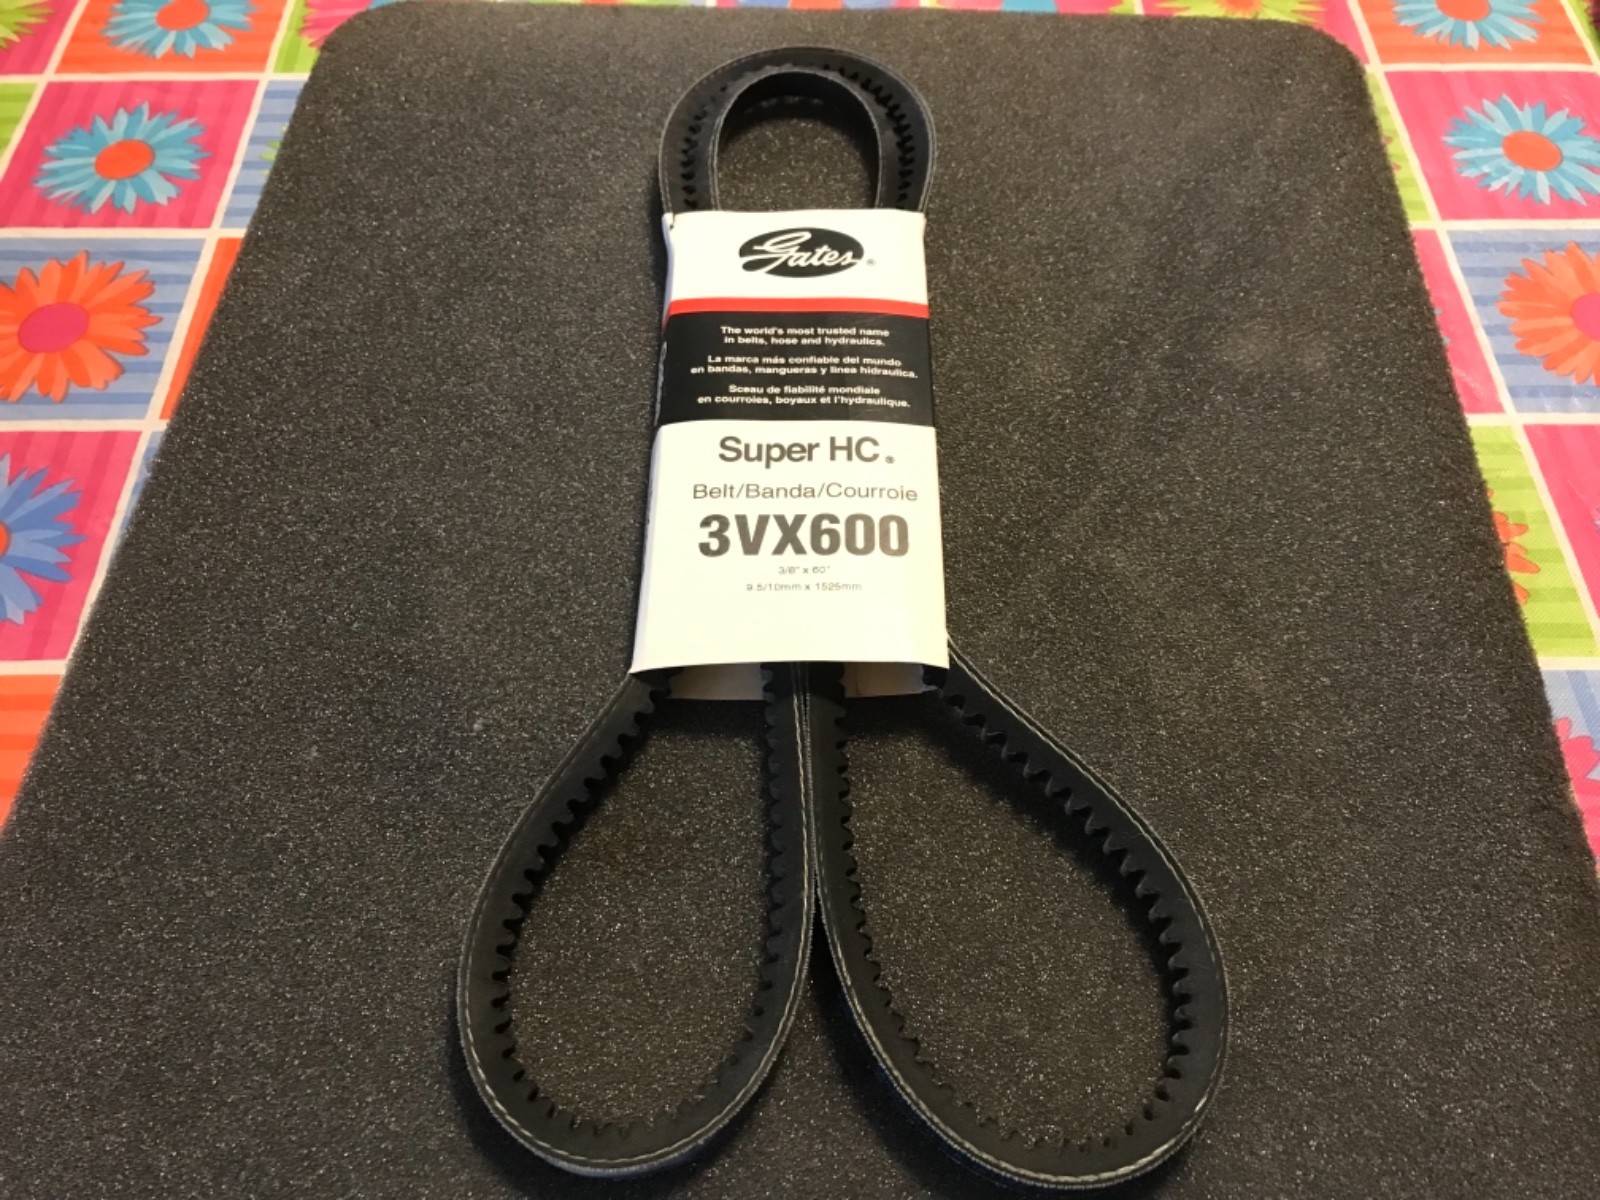 Gates®
The world's most trusted name
in belts, hose and hydraulics.
La marca más confiable del mundo
en bandas, mangueras y linea hidraulica.
Sceau de fiabilité mondiale
en courroies, boyaux et l'hydraulique.
Super HC®
Belt/Banda/Courroie
3VX600
3/8" x 60"
9.5/10mm x 1525mm